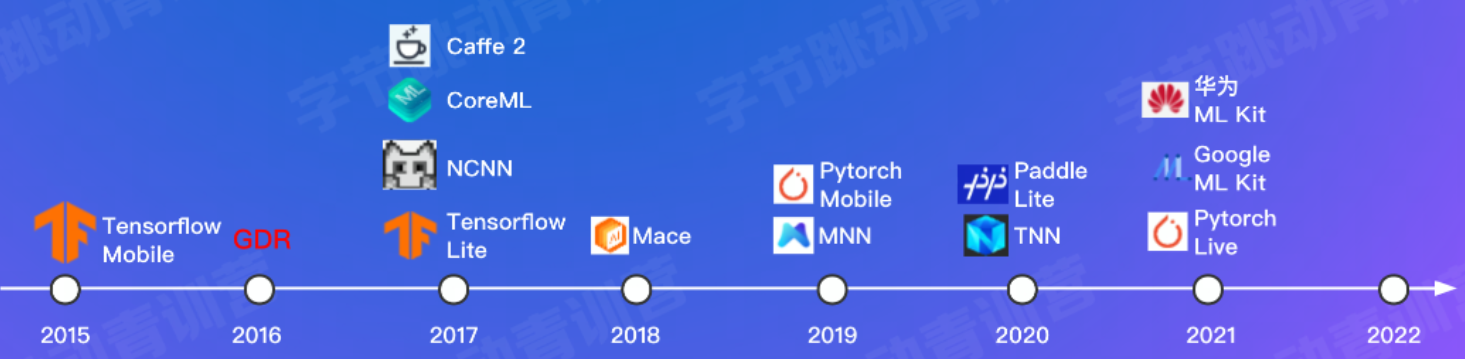 Caffe 2
CoreML
NCNN
Tensorflow
Lite
Tensorflow
Mobile
GDR
Mace
Pytorch
Mobile
MNN
Paddle
Lite
TNN
华为
ML Kit
Google
ML Kit
Pytorch
Live
2015
2016
2017
2018
2019
2020
2021
2022
字节跳动青训营